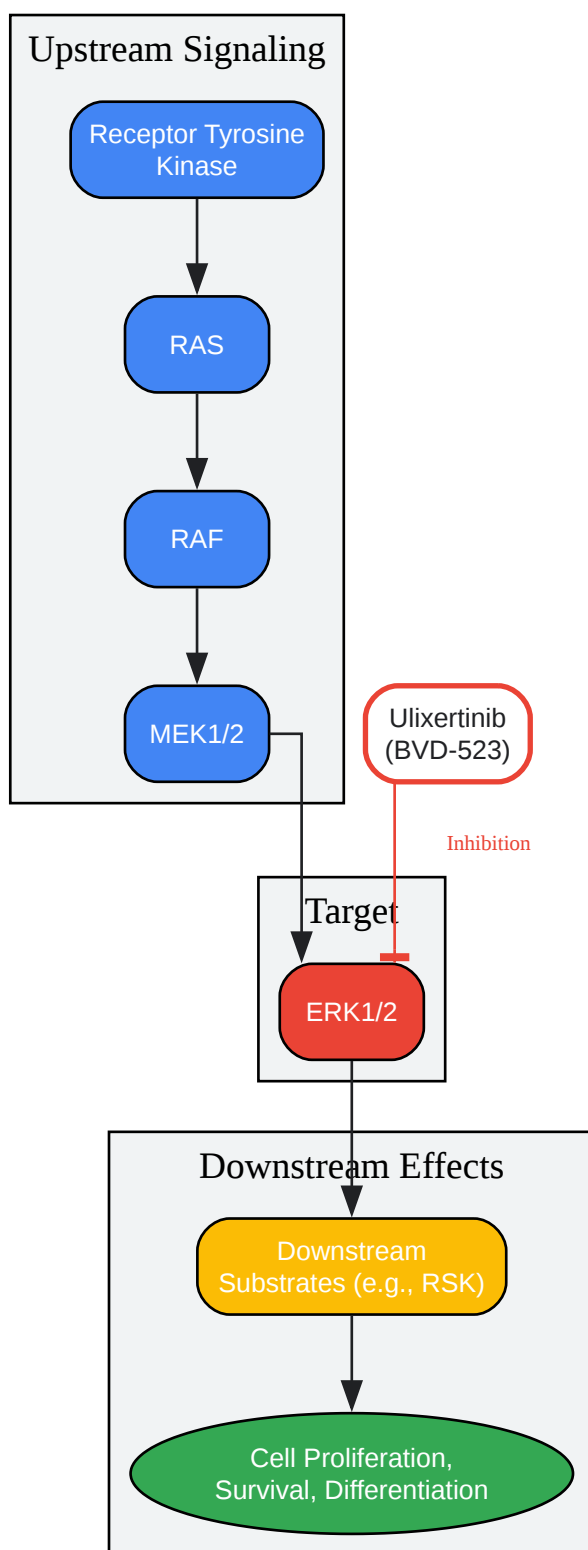 Upstream Signaling
Receptor Tyrosine
Kinase
RAS
RAF
MEK1/2
Ulixertinib
(BVD-523)
Inhibition
Target
ERK1/2
Downstream Effects
Downstream
Substrates (e.g., RSK)
Cell Proliferation,
Survival, Differentiation